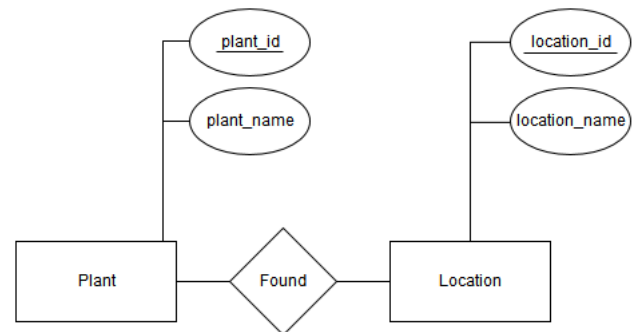 plant_id
location_id
plant_name
location_name
Plant
Found
Location